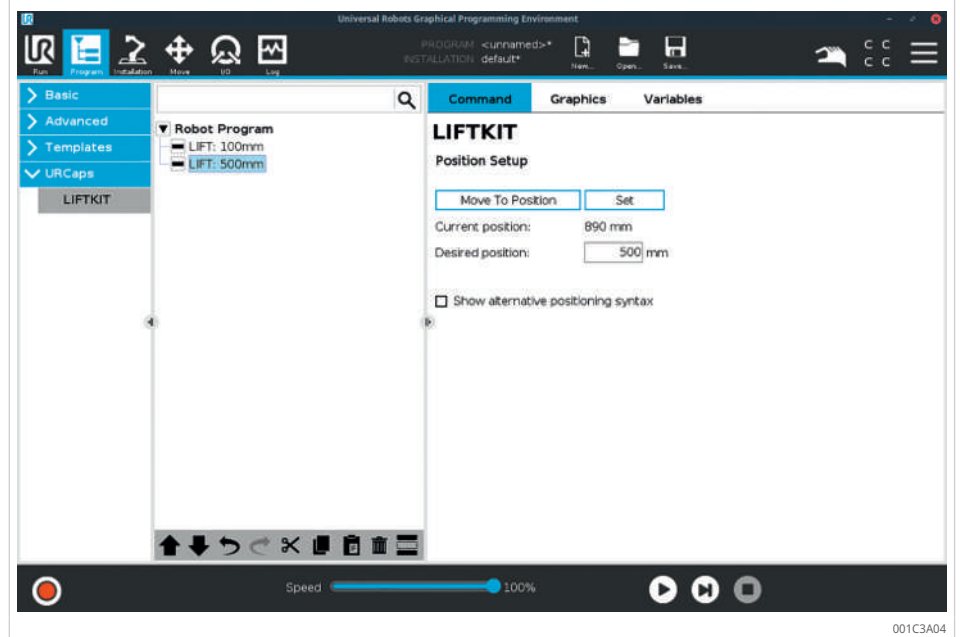 UR Universal Robots Graphical Programming Environment
UR
PROGRAM <unnamed>*
INSTALLATION default*
Run Program Installation Move I/O Log New... Open... Save...
C C
C C
Basic
Advanced
Templates
URCaps
LIFTKIT
Robot Program
LIFT: 100mm
LIFT: 500mm
Command Graphics Variables
LIFTKIT
Position Setup
Move To Position Set
Current position: 890 mm
Desired position: 500 mm
Show alternative positioning syntax
Speed 100%
001C3A04